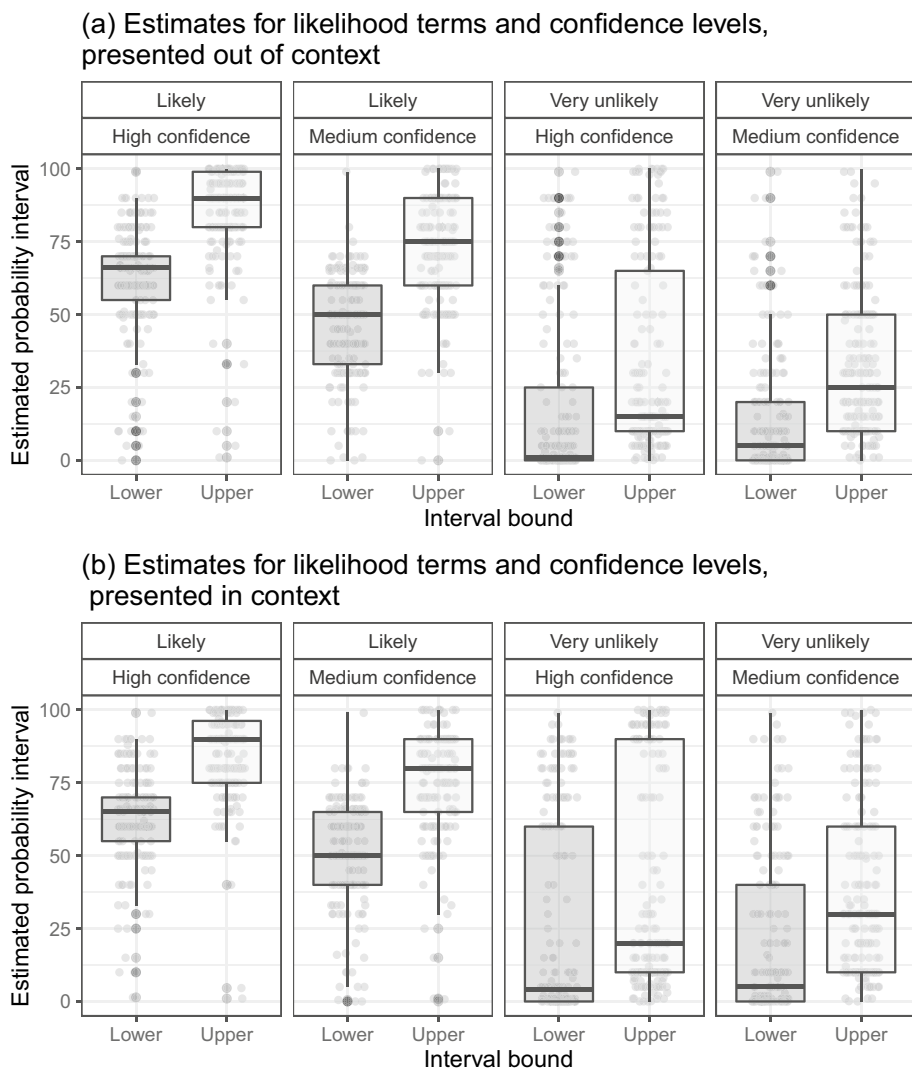 (a) Estimates for likelihood terms and confidence levels,
presented out of context
Likely Likely Very unlikely Very unlikely
High confidence Medium confidence High confidence Medium confidence
Estimated probability interval
100
75
50
25
0
Lower Upper Lower Upper Lower Upper Lower Upper
Interval bound
(b) Estimates for likelihood terms and confidence levels,
presented in context
Likely Likely Very unlikely Very unlikely
High confidence Medium confidence High confidence Medium confidence
Estimated probability interval
100
75
50
25
0
Lower Upper Lower Upper Lower Upper Lower Upper
Interval bound